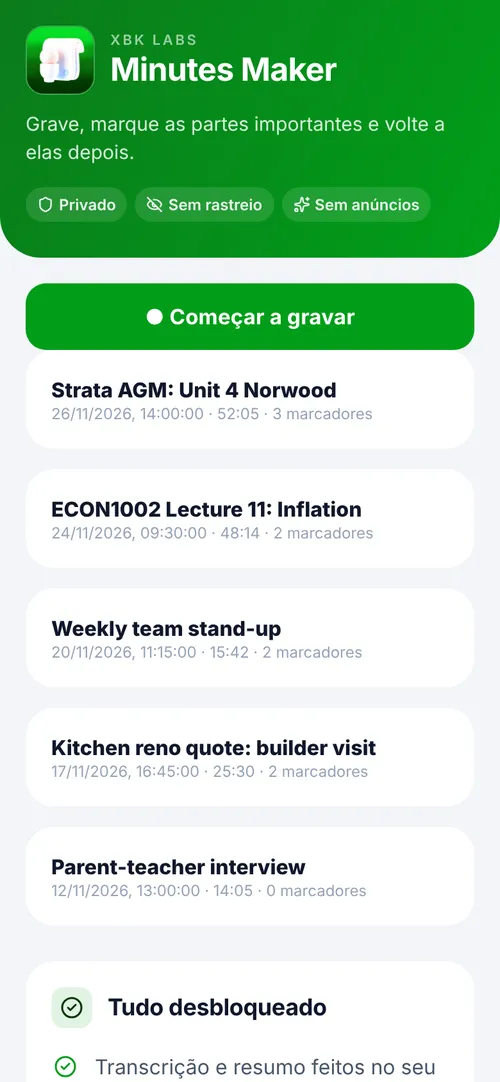 XBK LABS
Minutes Maker
Grave, marque as partes importantes e volte a
elas depois.
Privado
Sem rastreio
Sem anúncios
Começar a gravar
Strata AGM: Unit 4 Norwood
26/11/2026, 14:00:00 · 52:05 · 3 marcadores
ECON1002 Lecture 11: Inflation
24/11/2026, 09:30:00 · 48:14 · 2 marcadores
Weekly team stand-up
20/11/2026, 11:15:00 · 15:42 · 2 marcadores
Kitchen reno quote: builder visit
17/11/2026, 16:45:00 · 25:30 · 2 marcadores
Parent-teacher interview
12/11/2026, 13:00:00 · 14:05 · 0 marcadores
Tudo desbloqueado
Transcrição e resumo feitos no seu